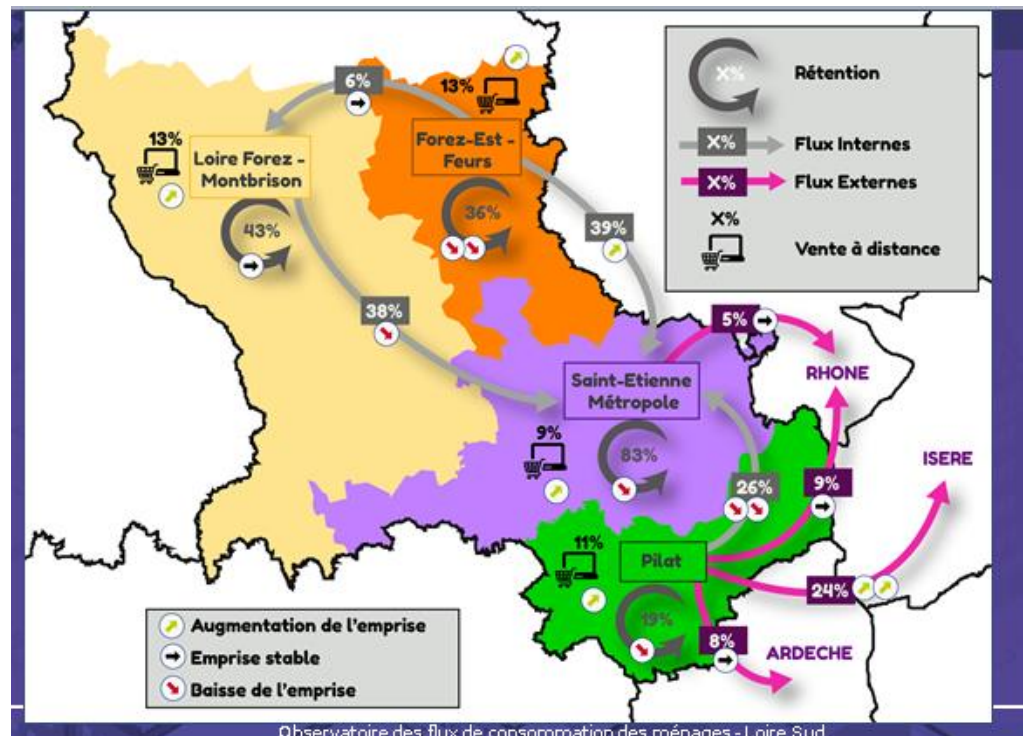 6%
13%
13%
Loire Forez -
Montbrison
Forez-Est -
Feurs
43%
36%
39%
38%
X%
Rétention
X%
Flux Internes
X%
Flux Externes
X%
Vente à distance
5%
RHONE
Saint-Etienne
Métropole
9%
83%
26%
9%
ISERE
11%
Pilat
24%
19%
8%
ARDECHE
Augmentation de l'emprise
Emprise stable
Baisse de l'emprise
Observatoire des flux de consommation des ménages - Loire Sud